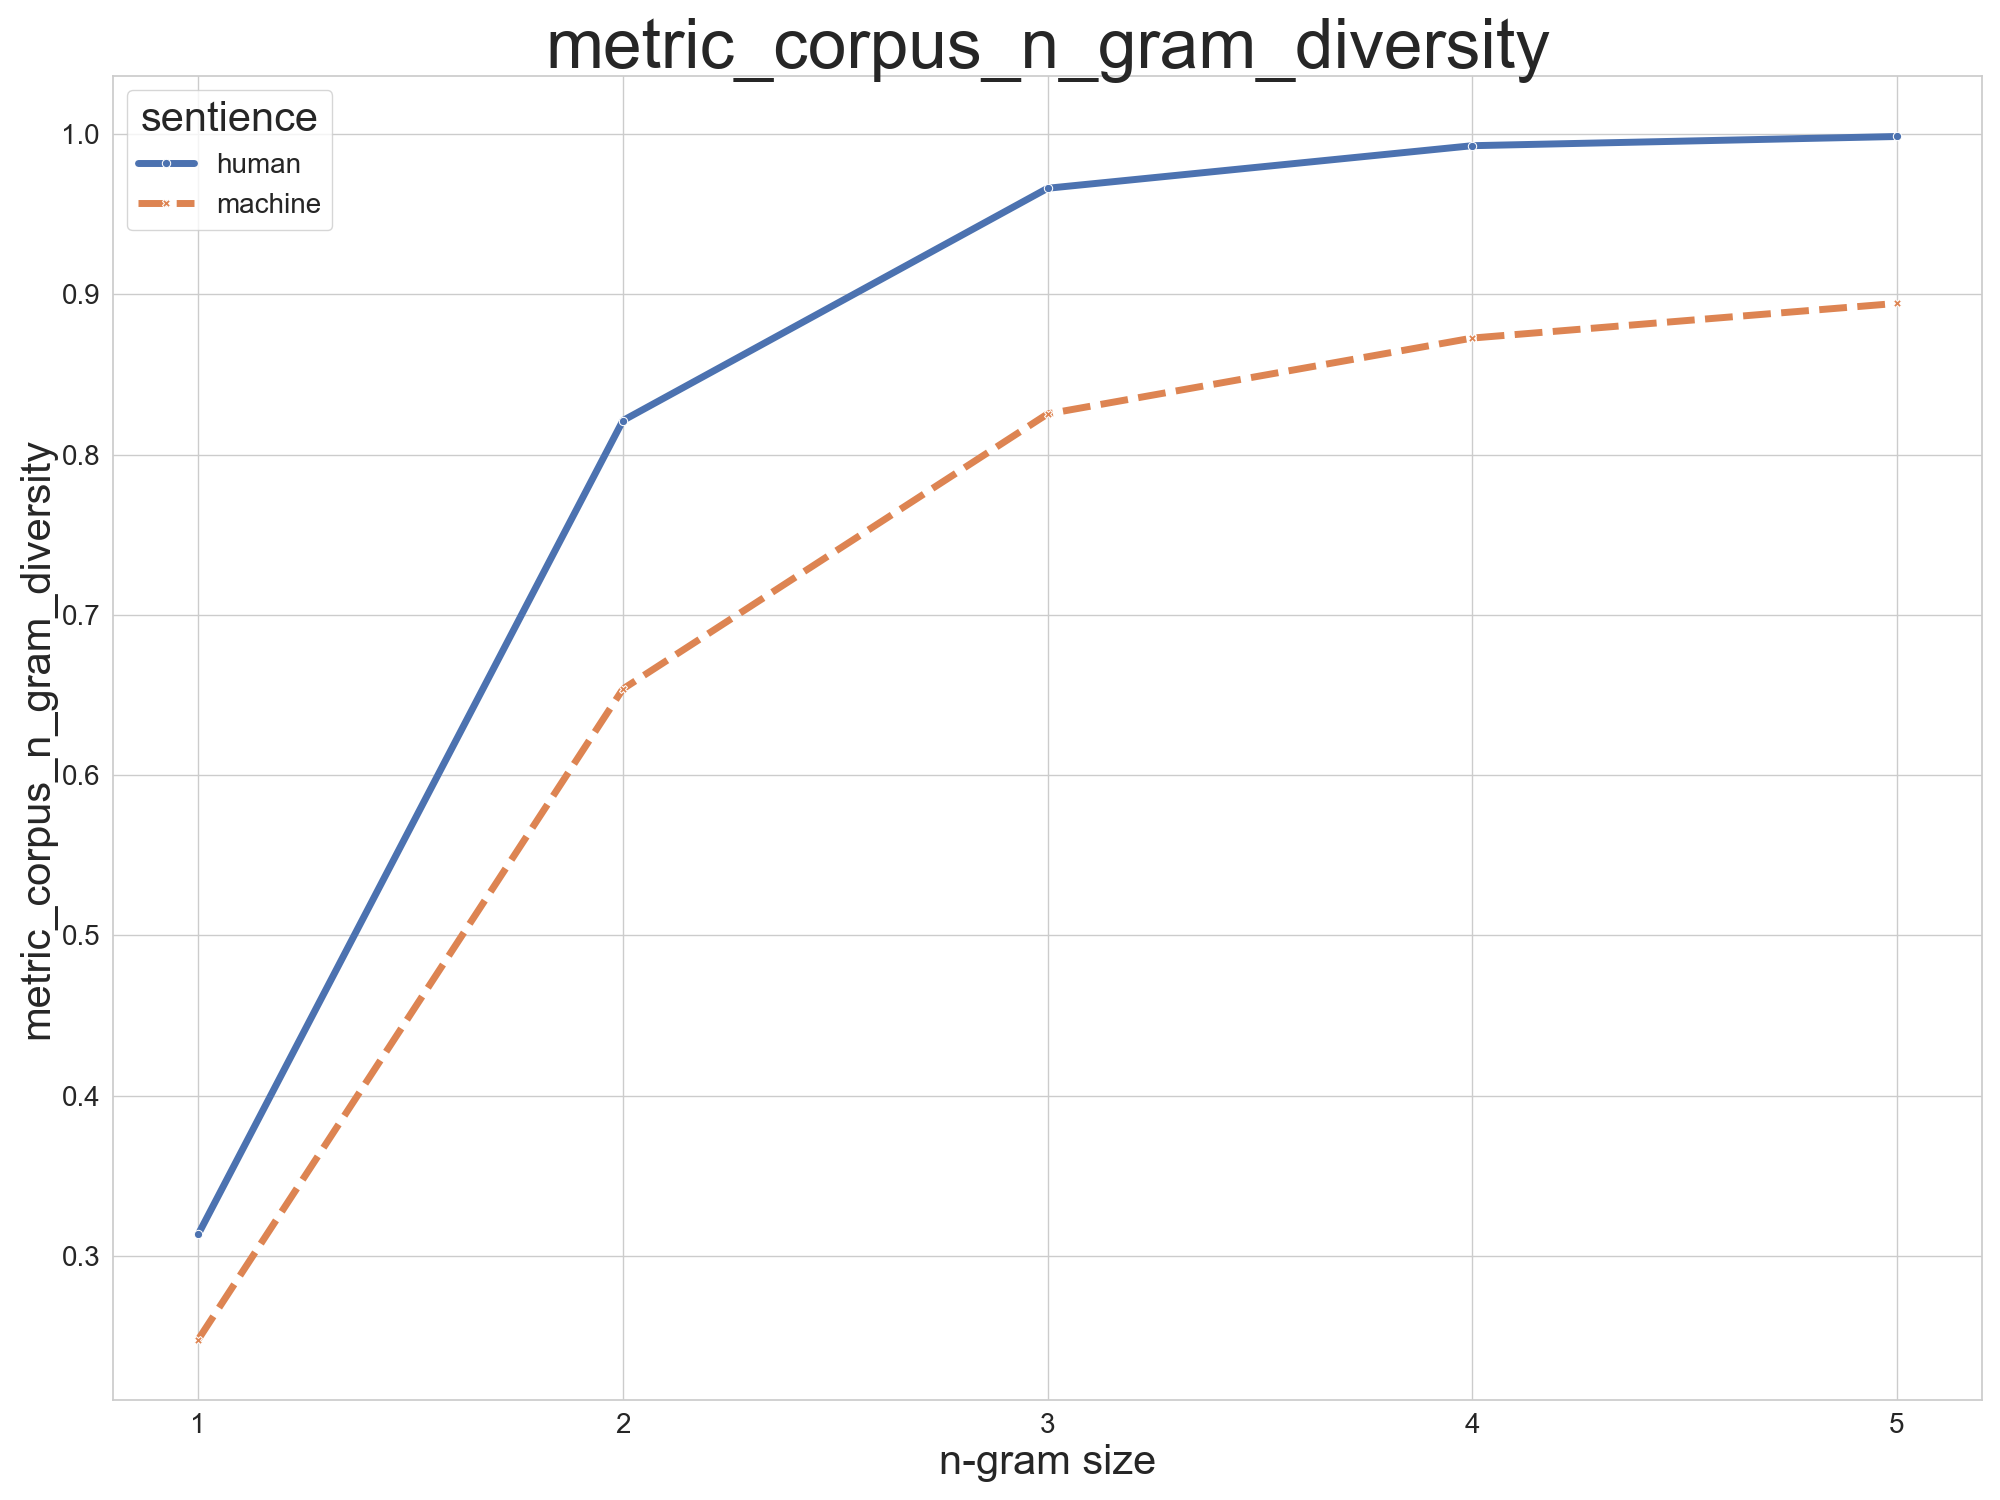 metric_corpus_n_gram_diversity
sentience
human
machine
metric_corpus_n_gram_diversity
1.0
0.9
0.8
0.7
0.6
0.5
0.4
0.3
1 2 3 4 5
n-gram size